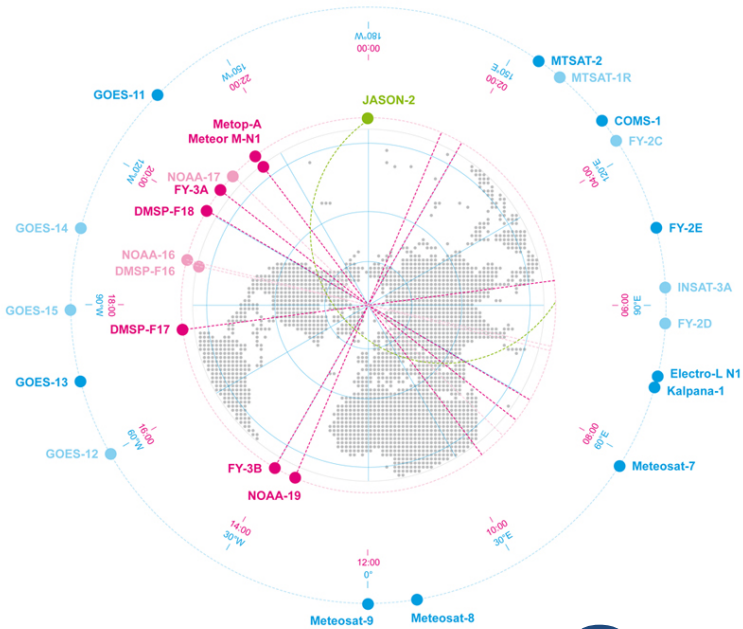 180°W
00:00
150°W
22:00
150°E
02:00
MTSAT-2
MTSAT-1R
GOES-11
JASON-2
COMS-1
FY-2C
Metop-A
Meteor M-N1
120°W
20:00
120°E
04:00
NOAA-17
FY-3A
DMSP-F18
GOES-14
FY-2E
NOAA-16
DMSP-F16
INSAT-3A
GOES-15
90°W
18:00
06:00
90°E
FY-2D
DMSP-F17
GOES-13
Electro-L N1
Kalpana-1
16:00
60°W
08:00
60°E
GOES-12
Meteosat-7
FY-3B
NOAA-19
14:00
30°W
10:00
30°E
12:00
0°
Meteosat-9
Meteosat-8